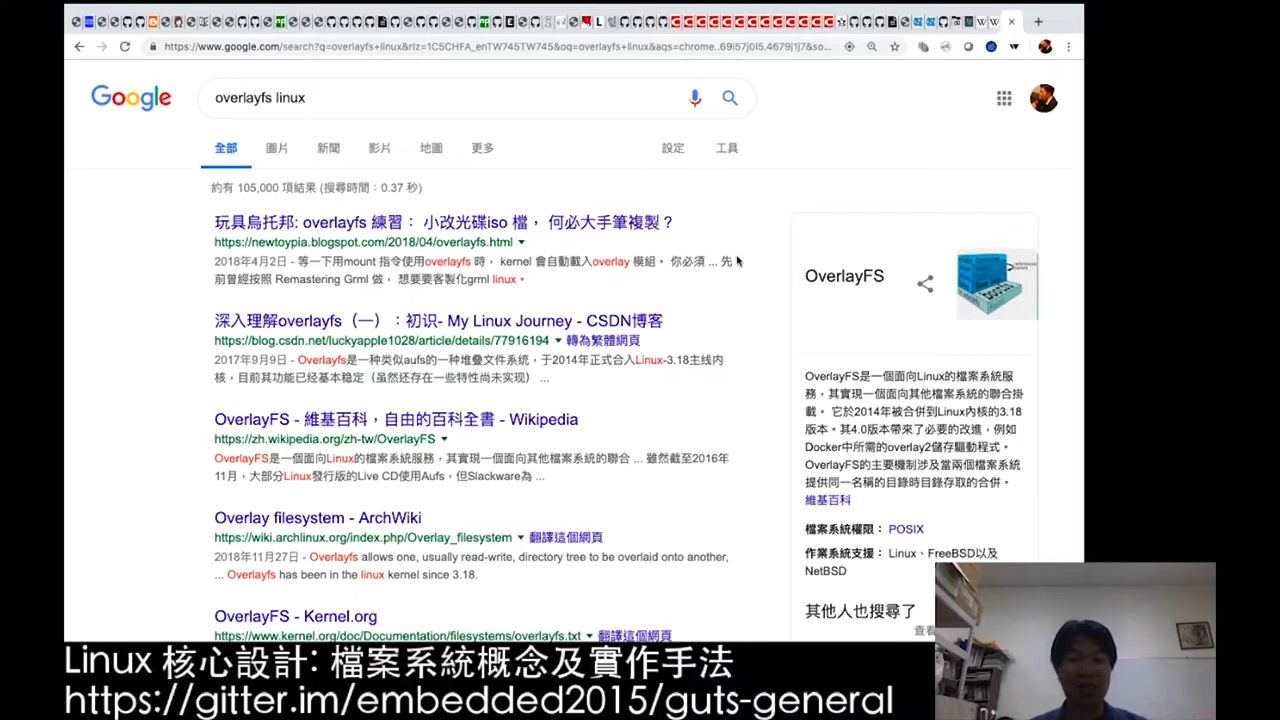 https://www.google.com/search?q=overlayfs+linux&rlz=1C5CHFA_enTW745TW745&oq=overlayfs+linux&aqs=chrome..69i57j0l5.4679j1j7&so...
Google
overlayfs linux
全部 圖片 新聞 影片 地圖 更多 設定 工具
約有 105,000 項結果 (搜尋時間:0.37 秒)
玩具烏托邦: overlayfs 練習: 小改光碟iso 檔, 何必大手筆複製?
https://newtoypia.blogspot.com/2018/04/overlayfs.html
2018年4月2日 - 等一下用mount 指令使用overlayfs 時, kernel 會自動載入overlay 模組。 你必須 ... 先
前曾經按照 Remastering Grml 做, 想要要客製化grml linux。
深入理解overlayfs(一):初识- My Linux Journey - CSDN博客
https://blog.csdn.net/luckyapple1028/article/details/77916194 轉為繁體網頁
2017年9月9日 - Overlayfs是一种类似aufs的一种堆叠文件系统,于2014年正式合入Linux-3.18主线内
核,目前其功能已经基本稳定(虽然还存在一些特性尚未实现) ...
OverlayFS - 維基百科,自由的百科全書 - Wikipedia
https://zh.wikipedia.org/zh-tw/OverlayFS
OverlayFS是一個面向Linux的檔案系統服務,其實現一個面向其他檔案系統的聯合 ... 雖然截至2016年
11月,大部分Linux發行版的Live CD使用Aufs,但Slackware為 ...
Overlay filesystem - ArchWiki
https://wiki.archlinux.org/index.php/Overlay_filesystem 翻譯這個網頁
2018年11月27日 - Overlayfs allows one, usually read-write, directory tree to be overlaid onto another,
... Overlayfs has been in the linux kernel since 3.18.
OverlayFS - Kernel.org
https://www.kernel.org/doc/Documentation/filesystems/overlayfs.txt 翻譯這個網頁
OverlayFS
OverlayFS是一個面向Linux的檔案系統服
務,其實現一個面向其他檔案系統的聯合掛
載。 它於2014年被合併到Linux內核的3.18
版本。其4.0版本帶來了必要的改進,例如
Docker中所需的overlay2儲存驅動程式。
OverlayFS的主要機制涉及當兩個檔案系統
提供同一名稱的目錄時目錄存取的合併。
維基百科
檔案系統權限: POSIX
作業系統支援: Linux、FreeBSD以及
NetBSD
其他人也搜尋了
查看
Linux 核心設計: 檔案系統概念及實作手法
https://gitter.im/embedded2015/guts-general